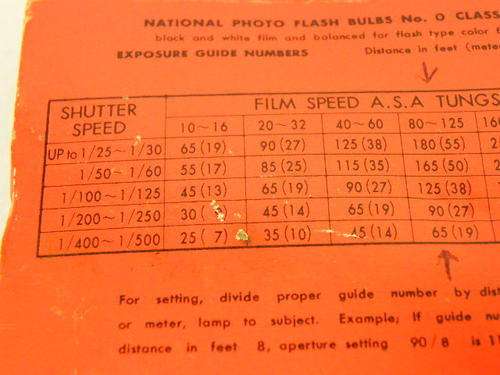 NATIONAL PHOTO FLASH BULBS No. 0 CLASS
black and white film and balanced for flash type color
EXPOSURE GUIDE NUMBERS Distance in feet (meter
SHUTTER SPEED FILM SPEED A.S.A TUNGS
10~16 20~32 40~60 80~125 160
UP to 1/25~1/30 65(19) 90(27) 125(38) 180(55) 2
1/50~1/60 55(17) 85(25) 115(35) 165(50) 2
1/100~1/125 45(13) 65(19) 90(27) 125(38)
1/200~1/250 30( 45(14) 65(19) 90(27)
1/400~1/500 25( 7) 35(10) 45(14) 65(19)
For setting, divide proper guide number by dist
or meter, lamp to subject. Example; If guide nu
distance in feet 8, aperture setting 90/8 is 11